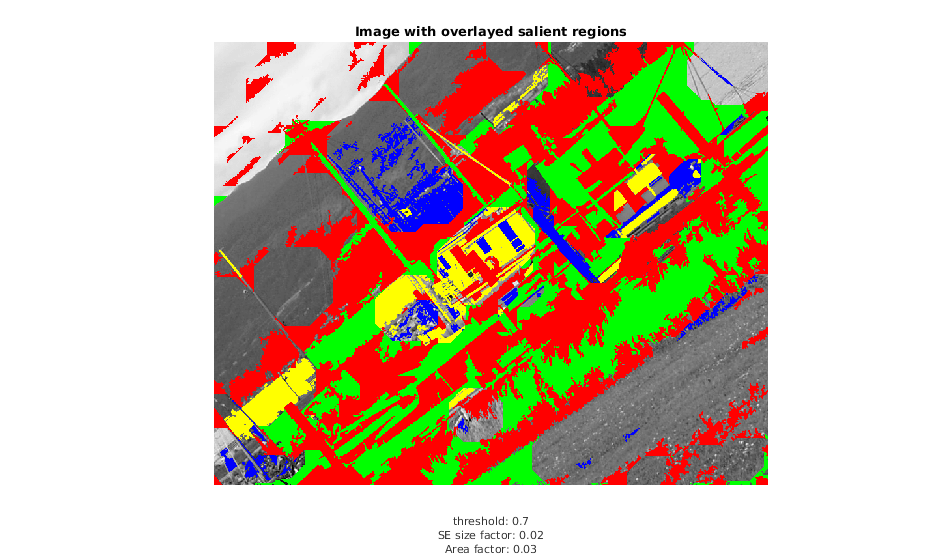 Image with overlayed salient regions
threshold: 0.7
SE size factor: 0.02
Area factor: 0.03